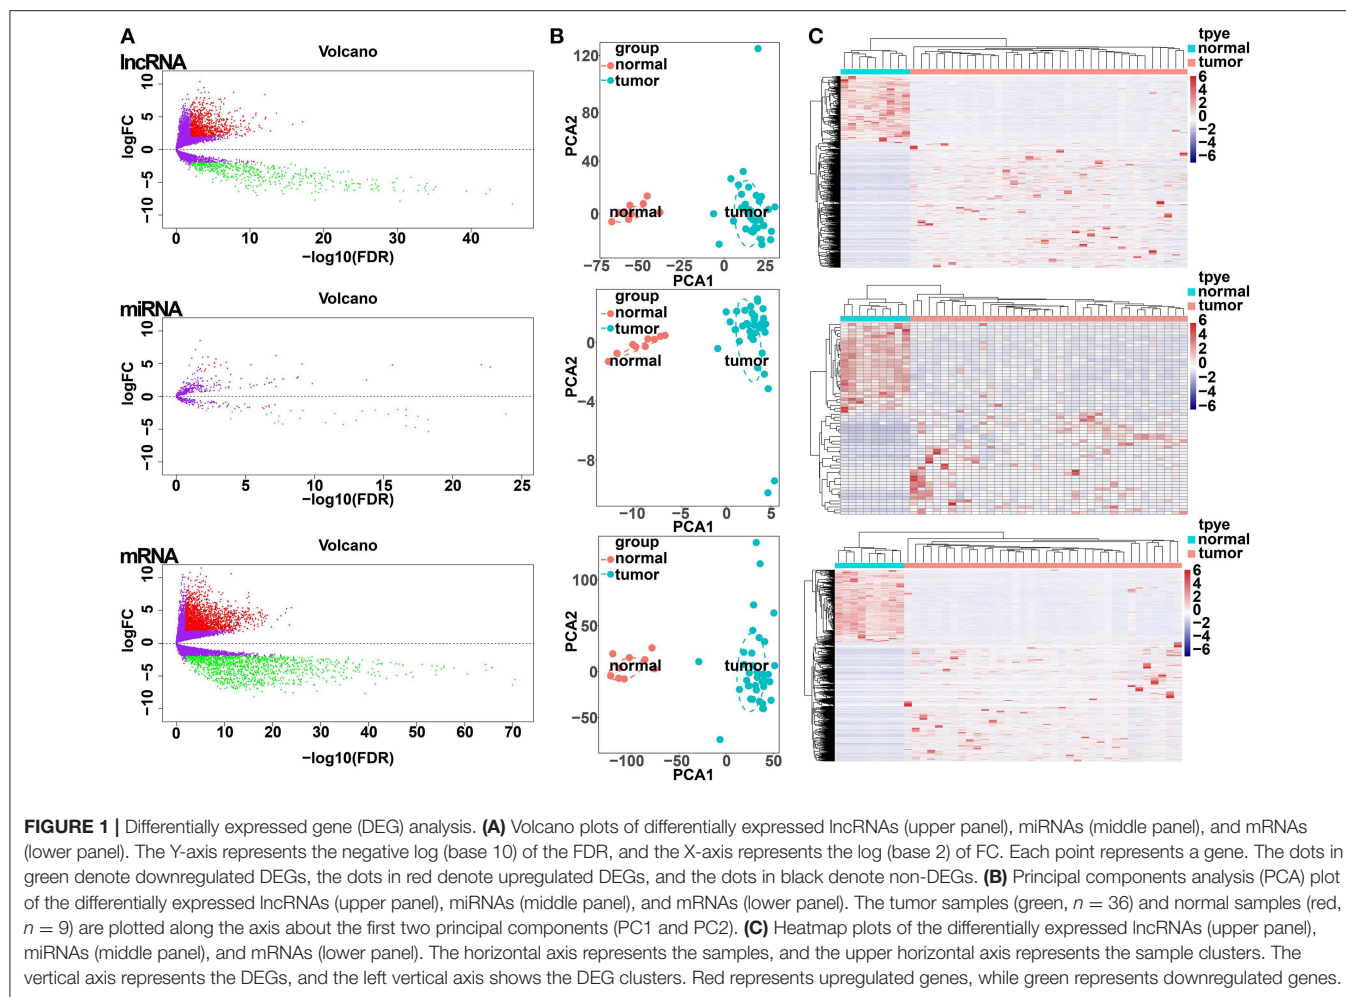 A
lncRNA
Volcano
logFC
10
5
0
−5
−10
0 10 20 30 40
−log10(FDR)
miRNA
Volcano
logFC
10
5
0
−5
−10
0 5 10 15 20 25
−log10(FDR)
mRNA
Volcano
logFC
10
5
0
−5
−10
0 10 20 30 40 50 60 70
−log10(FDR)
B
group
normal
tumor
PCA2
120
80
40
0
normal
tumor
−75 −50 −25 0 25
PCA1
group
normal
tumor
PCA2
0
−4
−8
normal
tumor
−10 −5 0 5
PCA1
group
normal
tumor
PCA2
100
50
0
−50
normal
tumor
−100 −50 0 50
PCA1
C
tpye
normal
tumor
6
4
2
0
−2
−4
−6
tpye
normal
tumor
6
4
2
0
−2
−4
−6
tpye
normal
tumor
6
4
2
0
−2
−4
−6
FIGURE 1 | Differentially expressed gene (DEG) analysis. (A) Volcano plots of differentially expressed lncRNAs (upper panel), miRNAs (middle panel), and mRNAs
(lower panel). The Y-axis represents the negative log (base 10) of the FDR, and the X-axis represents the log (base 2) of FC. Each point represents a gene. The dots in
green denote downregulated DEGs, the dots in red denote upregulated DEGs, and the dots in black denote non-DEGs. (B) Principal components analysis (PCA) plot
of the differentially expressed lncRNAs (upper panel), miRNAs (middle panel), and mRNAs (lower panel). The tumor samples (green, n = 36) and normal samples (red,
n = 9) are plotted along the axis about the first two principal components (PC1 and PC2). (C) Heatmap plots of the differentially expressed lncRNAs (upper panel),
miRNAs (middle panel), and mRNAs (lower panel). The horizontal axis represents the samples, and the upper horizontal axis represents the sample clusters. The
vertical axis represents the DEGs, and the left vertical axis shows the DEG clusters. Red represents upregulated genes, while green represents downregulated genes.